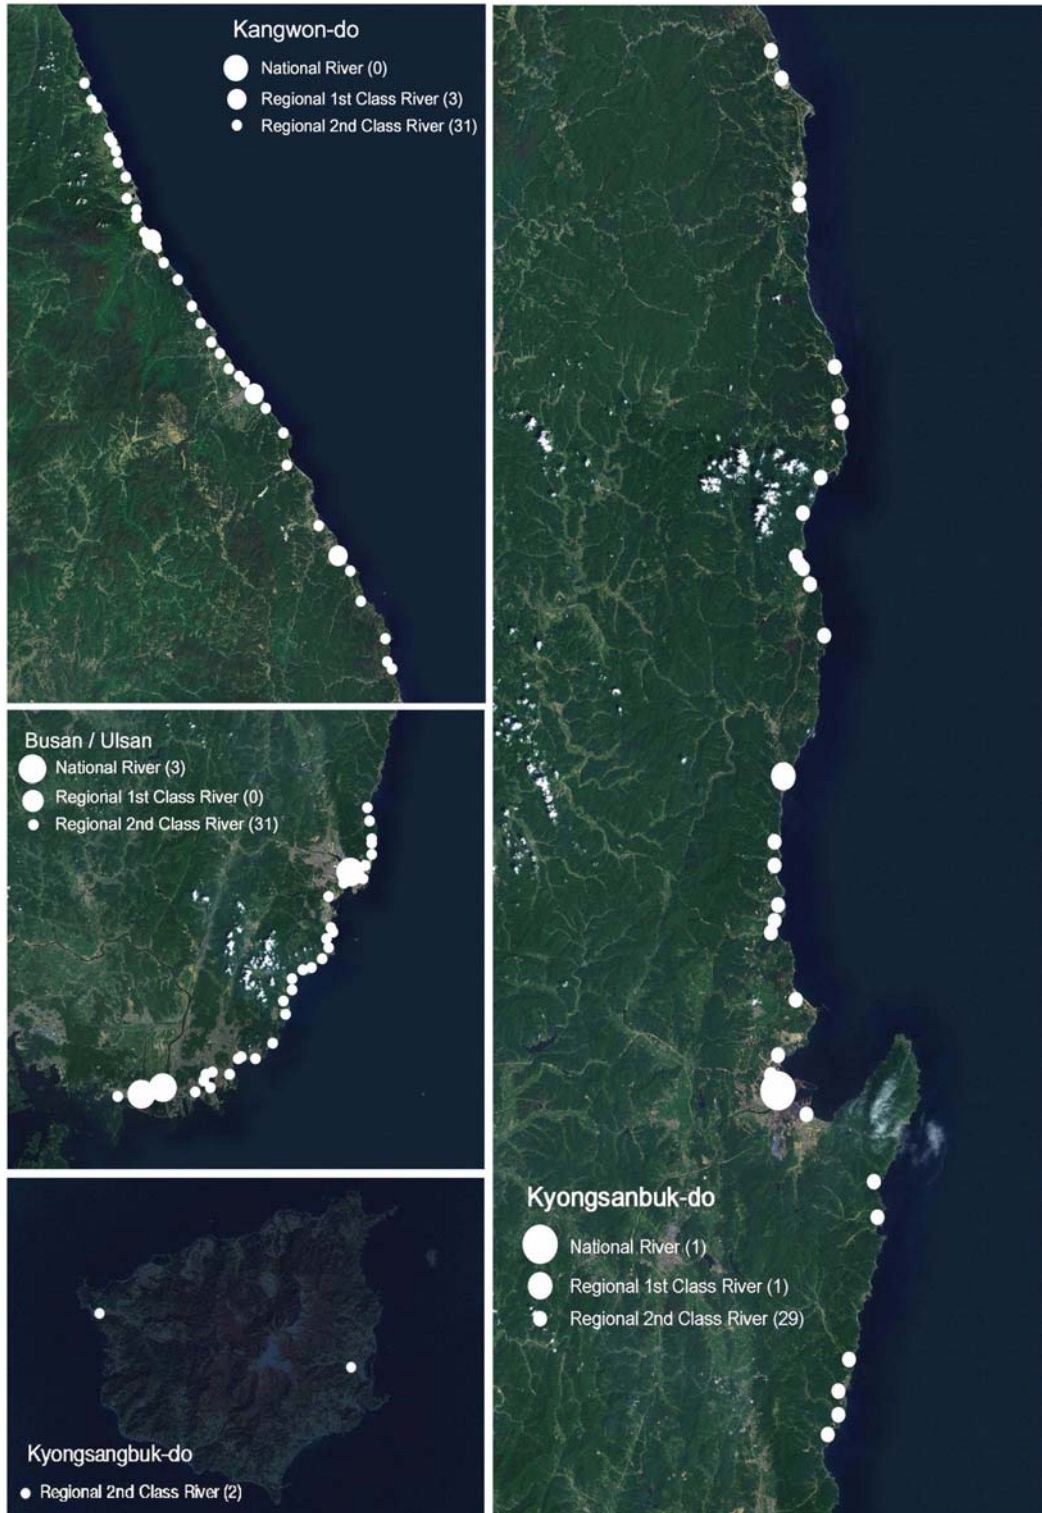 Kangwon-do
National River (0)
Regional 1st Class River (3)
Regional 2nd Class River (31)
Busan / Ulsan
National River (3)
Regional 1st Class River (0)
Regional 2nd Class River (31)
Kyongsangbuk-do
Regional 2nd Class River (2)
Kyongsanbuk-do
National River (1)
Regional 1st Class River (1)
Regional 2nd Class River (29)